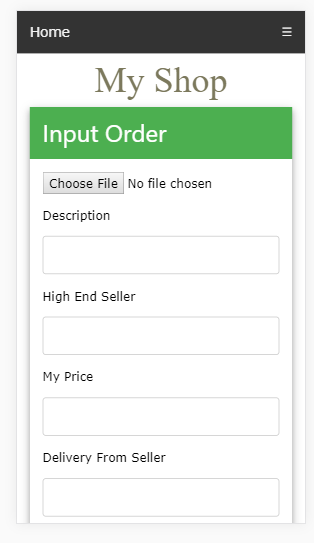 Home ☰
My Shop
Input Order
Choose File No file chosen
Description
High End Seller
My Price
Delivery From Seller